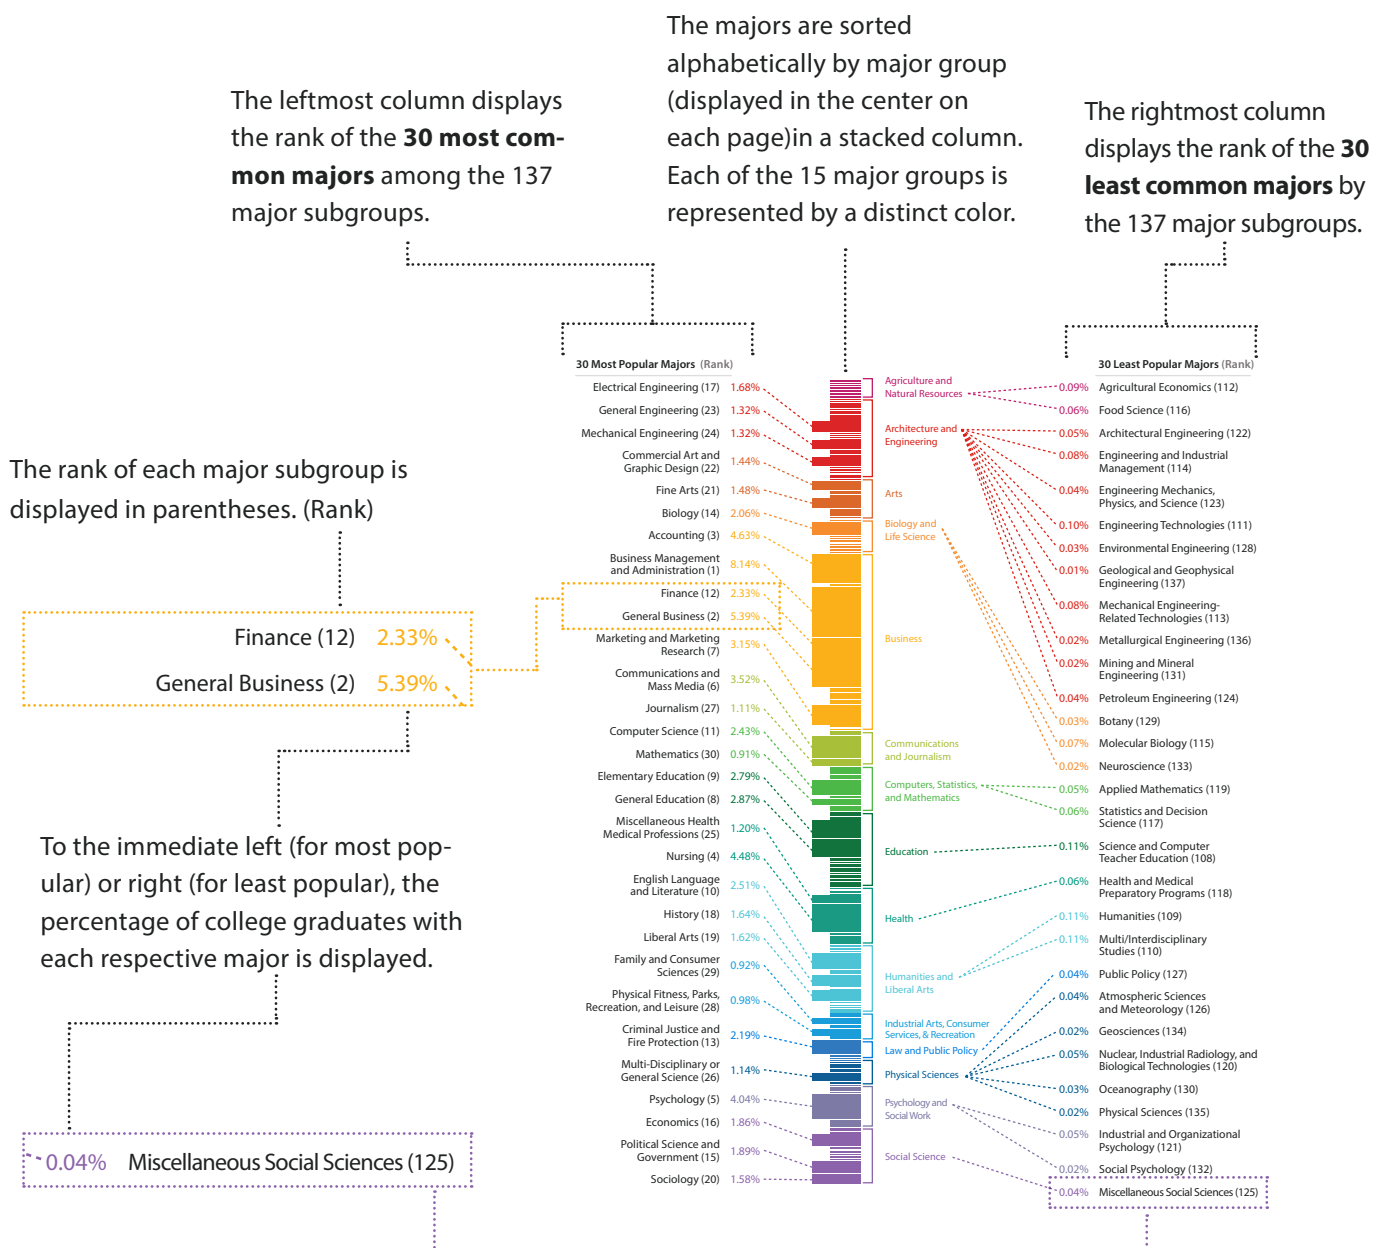 The majors are sorted
alphabetically by major group
(displayed in the center on
each page)in a stacked column.
Each of the 15 major groups is
represented by a distinct color.
The leftmost column displays
the rank of the 30 most com-
mon majors among the 137
major subgroups.
The rightmost column
displays the rank of the 30
least common majors by
the 137 major subgroups.
The rank of each major subgroup is
displayed in parentheses. (Rank)
Finance (12) 2.33%
General Business (2) 5.39%
To the immediate left (for most pop-
ular) or right (for least popular), the
percentage of college graduates with
each respective major is displayed.
0.04% Miscellaneous Social Sciences (125)
30 Most Popular Majors (Rank)
Electrical Engineering (17) 1.68%
General Engineering (23) 1.32%
Mechanical Engineering (24) 1.32%
Commercial Art and
Graphic Design (22) 1.44%
Fine Arts (21) 1.48%
Biology (14) 2.06%
Accounting (3) 4.63%
Business Management
and Administration (1) 8.14%
Finance (12) 2.33%
General Business (2) 5.39%
Marketing and Marketing
Research (7) 3.15%
Communications and
Mass Media (6) 3.52%
Journalism (27) 1.11%
Computer Science (11) 2.43%
Mathematics (30) 0.91%
Elementary Education (9) 2.79%
General Education (8) 2.87%
Miscellaneous Health
Medical Professions (25) 1.20%
Nursing (4) 4.48%
English Language
and Literature (10) 2.51%
History (18) 1.64%
Liberal Arts (19) 1.62%
Family and Consumer
Sciences (29) 0.92%
Physical Fitness, Parks,
Recreation, and Leisure (28) 0.98%
Criminal Justice and
Fire Protection (13) 2.19%
Multi-Disciplinary or
General Science (26) 1.14%
Psychology (5) 4.04%
Economics (16) 1.86%
Political Science and
Government (15) 1.89%
Sociology (20) 1.58%
Agriculture and
Natural Resources
Architecture and
Engineering
Arts
Biology and
Life Science
Business
Communications
and Journalism
Computers, Statistics,
and Mathematics
Education
Health
Humanities and
Liberal Arts
Industrial Arts, Consumer
Services, & Recreation
Law and Public Policy
Physical Sciences
Psychology and
Social Work
Social Science
30 Least Popular Majors (Rank)
0.09% Agricultural Economics (112)
0.06% Food Science (116)
0.05% Architectural Engineering (122)
0.08% Engineering and Industrial
Management (114)
0.04% Engineering Mechanics,
Physics, and Science (123)
0.10% Engineering Technologies (111)
0.03% Environmental Engineering (128)
0.01% Geological and Geophysical
Engineering (137)
0.08% Mechanical Engineering-
Related Technologies (113)
0.02% Metallurgical Engineering (136)
0.02% Mining and Mineral
Engineering (131)
0.04% Petroleum Engineering (124)
0.03% Botany (129)
0.07% Molecular Biology (115)
0.02% Neuroscience (133)
0.05% Applied Mathematics (119)
0.06% Statistics and Decision
Science (117)
0.11% Science and Computer
Teacher Education (108)
0.06% Health and Medical
Preparatory Programs (118)
0.11% Humanities (109)
0.11% Multi/Interdisciplinary
Studies (110)
0.04% Public Policy (127)
0.04% Atmospheric Sciences
and Meteorology (126)
0.02% Geosciences (134)
0.05% Nuclear, Industrial Radiology, and
Biological Technologies (120)
0.03% Oceanography (130)
0.02% Physical Sciences (135)
0.05% Industrial and Organizational
Psychology (121)
0.02% Social Psychology (132)
0.04% Miscellaneous Social Sciences (125)